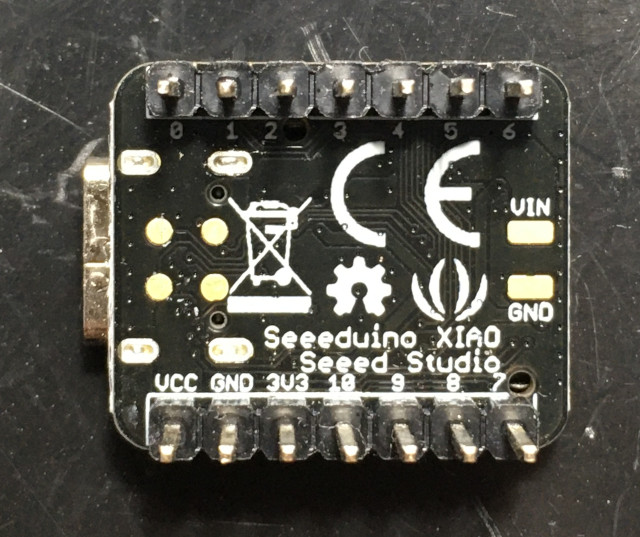 0 1 2 3 4 5 6
CE
VIN
GND
Seeeduino XIAO
Seeed Studio
VCC GND 3V3 10 9 8 7